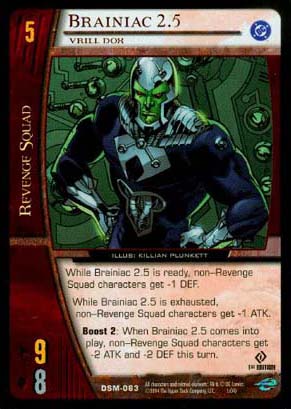 5
BRAINIAC 2.5
VRILL DOX
REVENGE SQUAD
ILLUS: KILLIAN PLUNKETT
While Brainiac 2.5 is ready, non–Revenge
Squad characters get -1 DEF.
While Brainiac 2.5 is exhausted,
non–Revenge Squad characters get -1 ATK.
Boost 2: When Brainiac 2.5 comes into
play, non–Revenge Squad characters get
-2 ATK and -2 DEF this turn.
1st EDITION
9
8
DSM-063